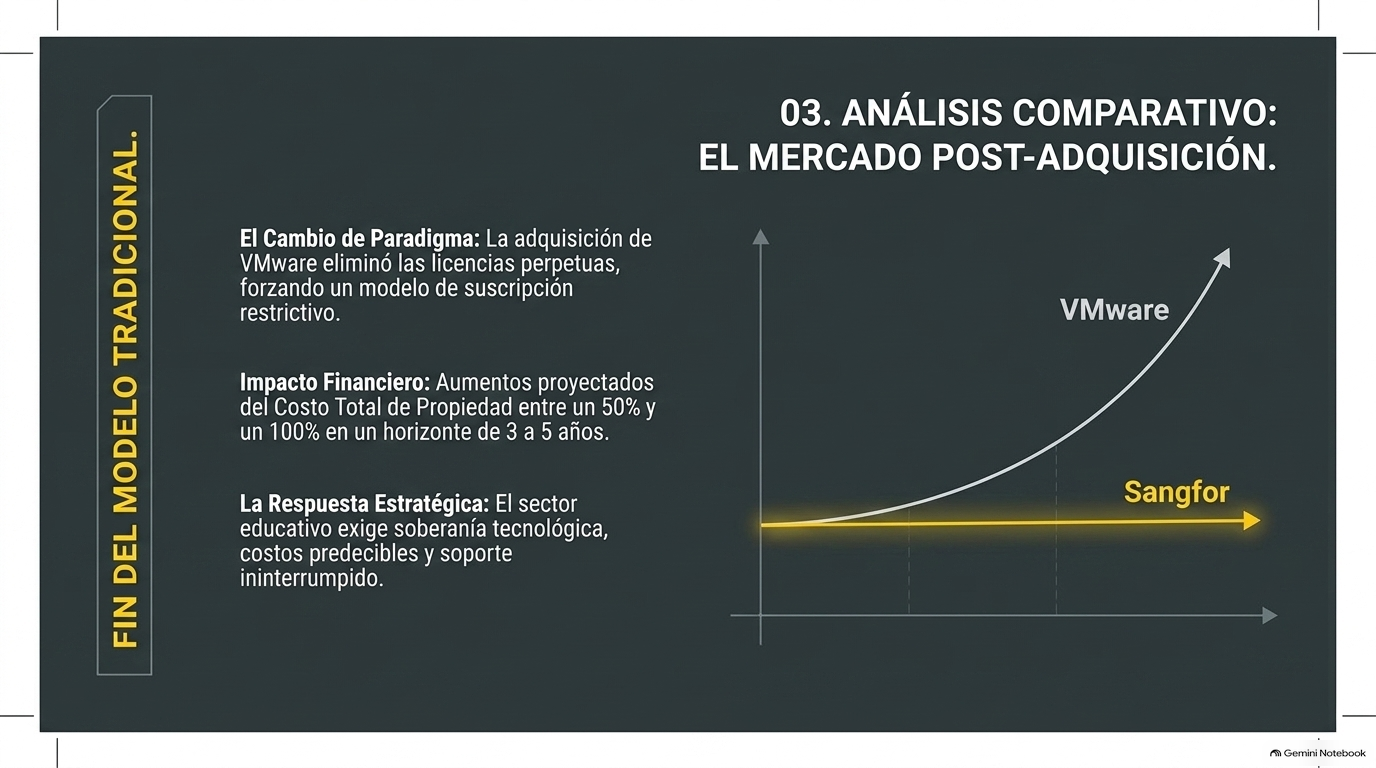 FIN DEL MODELO TRADICIONAL.
03. ANÁLISIS COMPARATIVO:
EL MERCADO POST-ADQUISICIÓN.
El Cambio de Paradigma: La adquisición de
VMware eliminó las licencias perpetuas,
forzando un modelo de suscripción
restrictivo.
Impacto Financiero: Aumentos proyectados
del Costo Total de Propiedad entre un 50% y
un 100% en un horizonte de 3 a 5 años.
La Respuesta Estratégica: El sector
educativo exige soberanía tecnológica,
costos predecibles y soporte
ininterrumpido.
VMware
Sangfor
Gemini Notebook